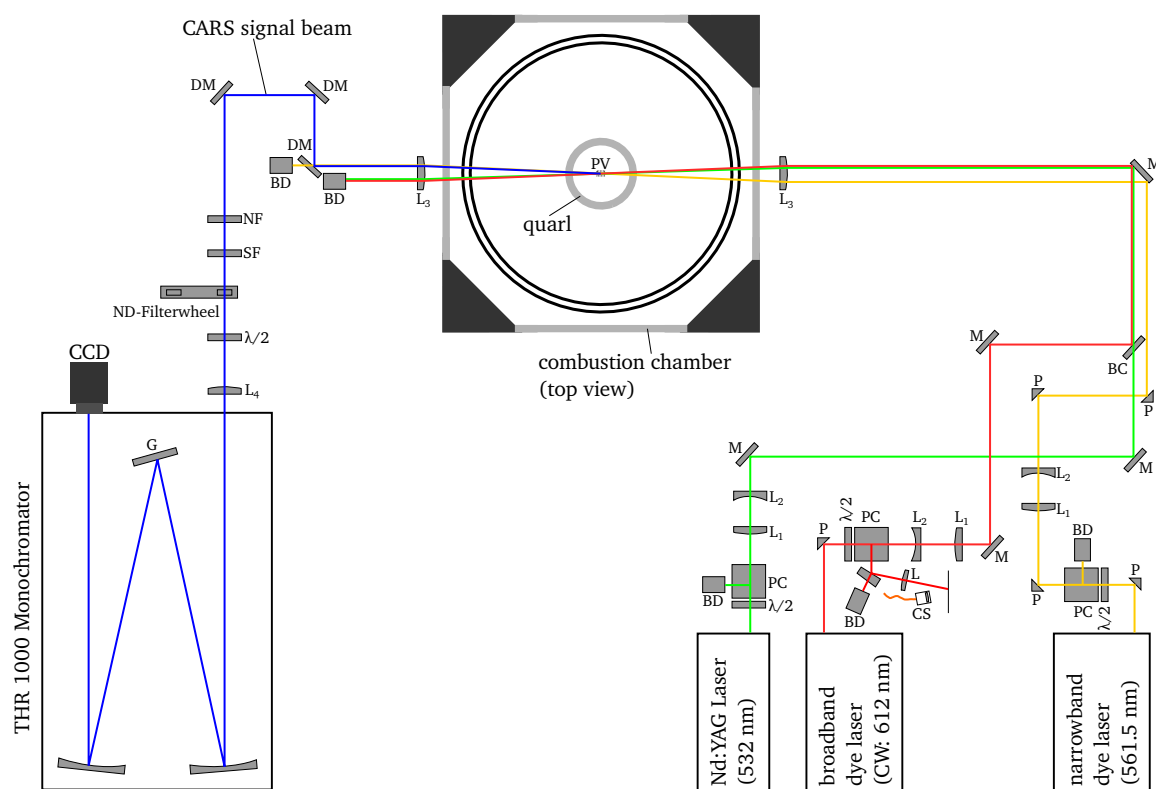 CARS signal beam
DM
DM
DM
BD
BD
L₃
PV
quarl
L₃
M
NF
SF
ND-Filterwheel
λ/2
CCD
L₄
combustion chamber
(top view)
M
BC
P
P
G
M
M
L₂
L₁
PC
BD
λ/2
P
λ/2
PC
L₂
L₁
M
L
BD
CS
L₂
L₁
BD
P
PC
λ/2
P
THR 1000 Monochromator
Nd:YAG Laser
(532 nm)
broadband
dye laser
(CW: 612 nm)
narrowband
dye laser
(561.5 nm)